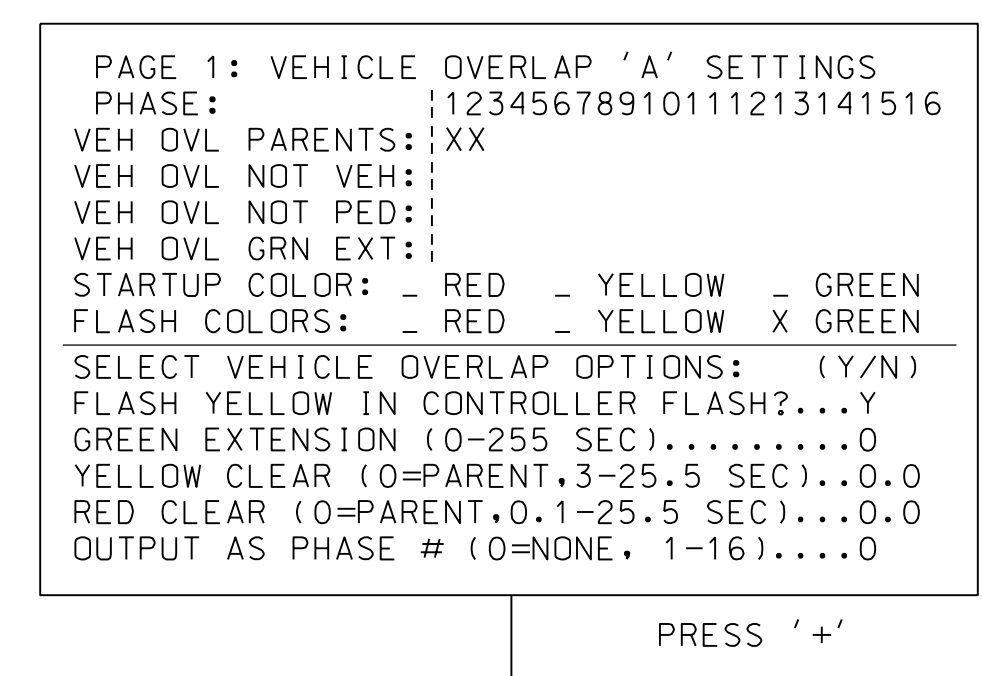 PAGE 1: VEHICLE OVERLAP 'A' SETTINGS
PHASE: 12345678910111213141516
VEH OVL PARENTS: XX
VEH OVL NOT VEH:
VEH OVL NOT PED:
VEH OVL GRN EXT:
STARTUP COLOR: _ RED _ YELLOW _ GREEN
FLASH COLORS: _ RED _ YELLOW X GREEN
SELECT VEHICLE OVERLAP OPTIONS: (Y/N)
FLASH YELLOW IN CONTROLLER FLASH?...Y
GREEN EXTENSION (0-255 SEC).........0
YELLOW CLEAR (0=PARENT,3-25.5 SEC)..0.0
RED CLEAR (0=PARENT,0.1-25.5 SEC)...0.0
OUTPUT AS PHASE # (0=NONE, 1-16)....0
PRESS '+'